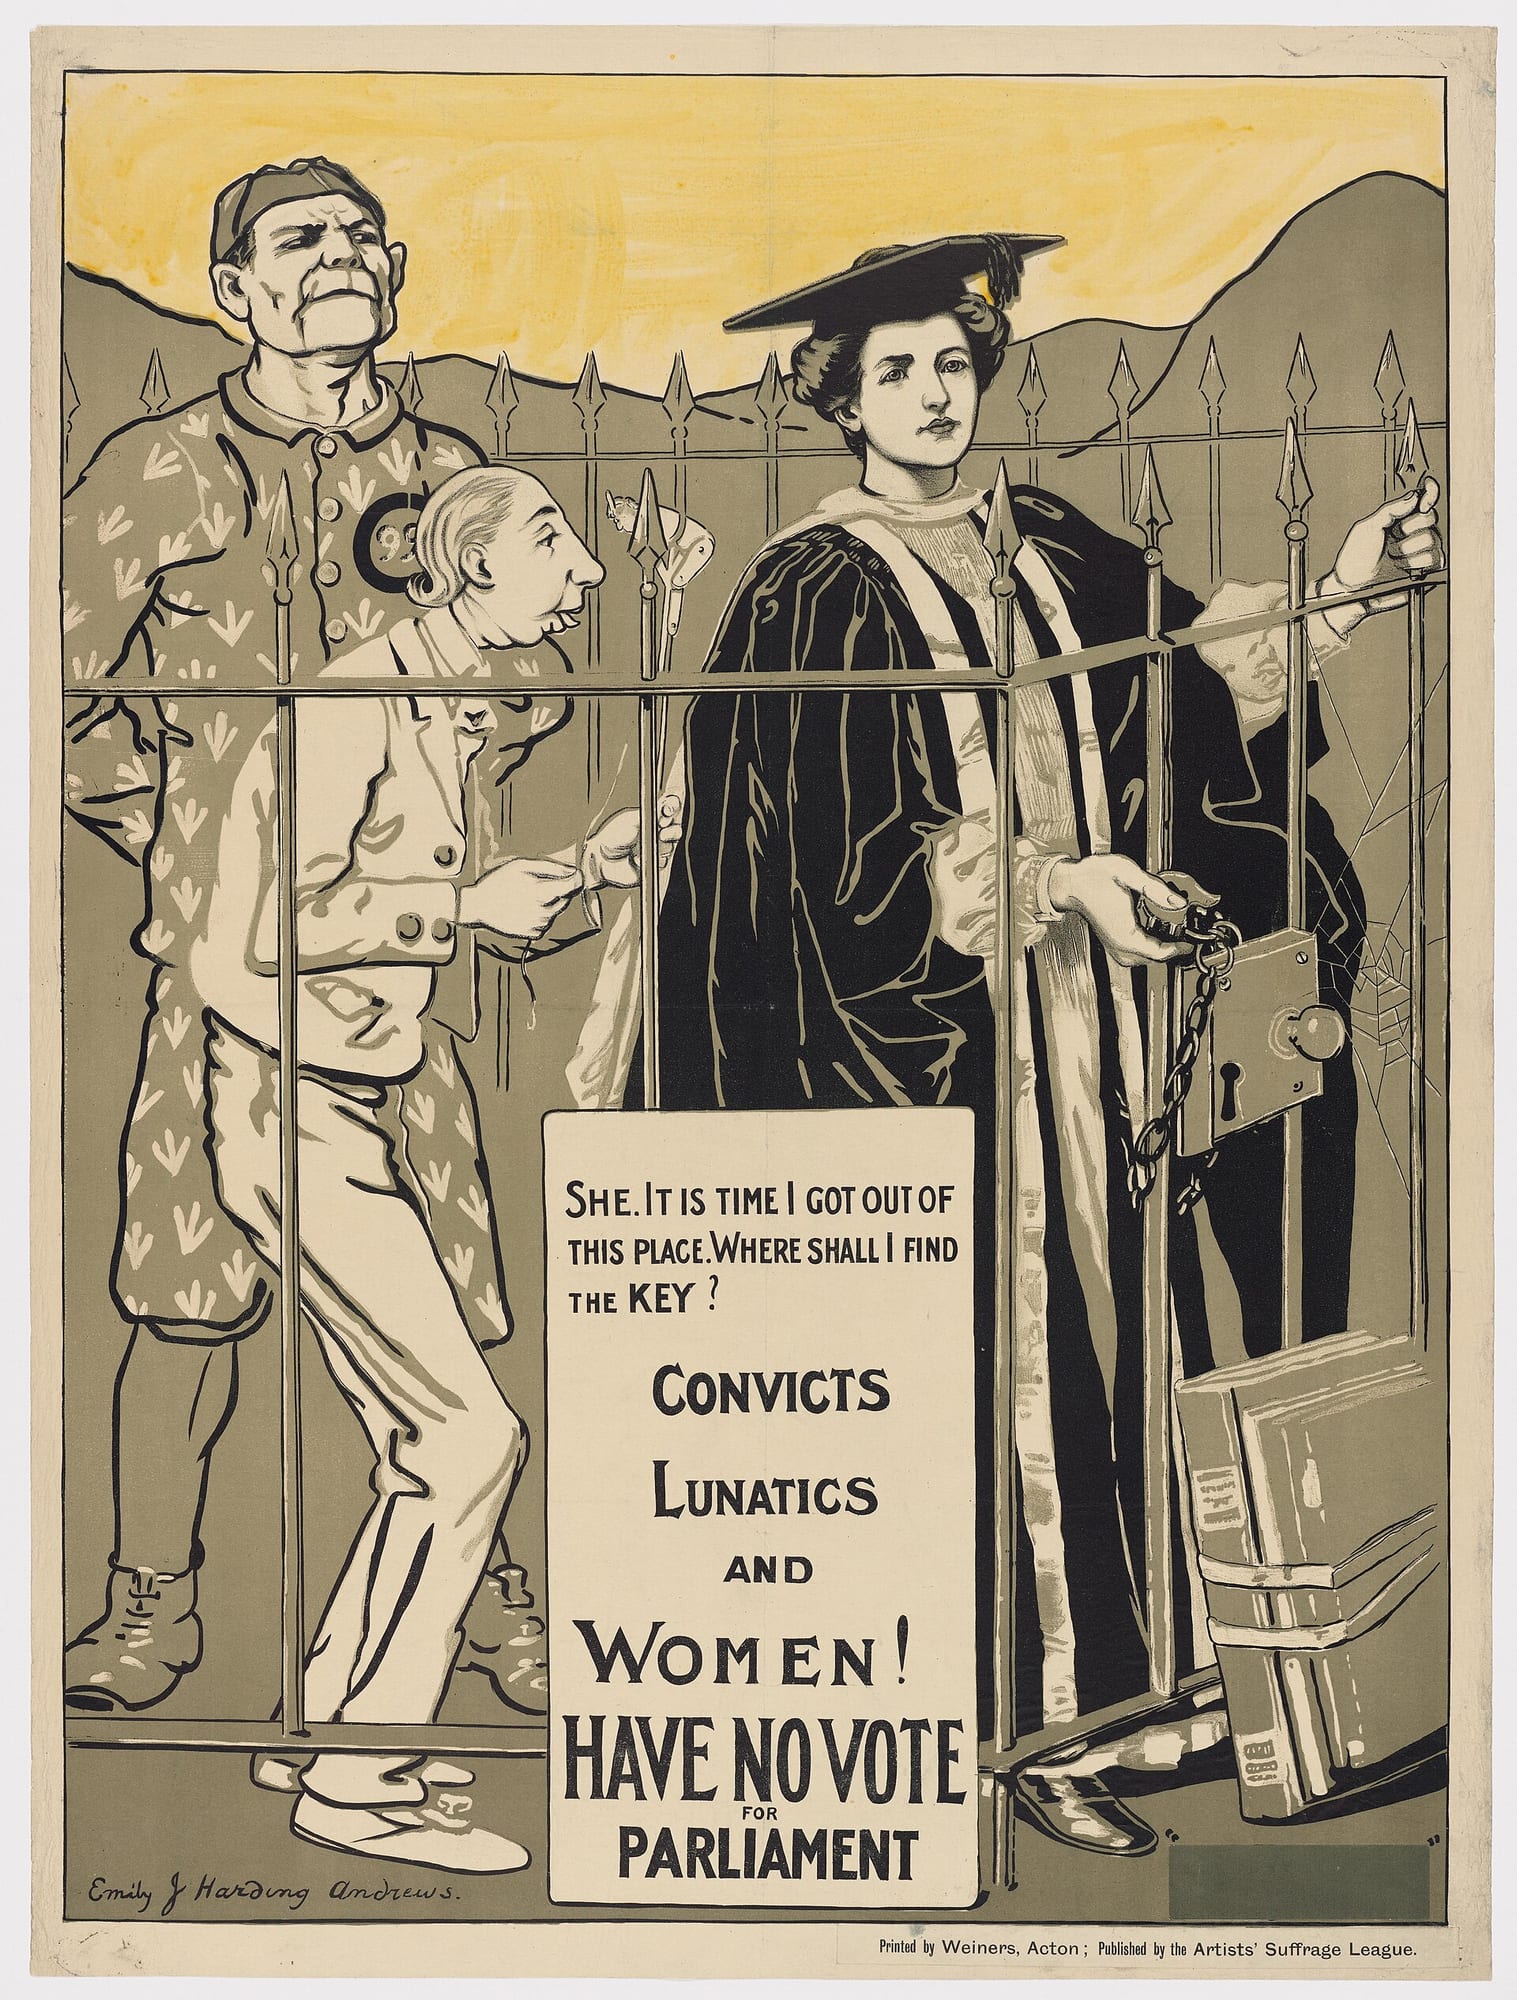 93
SHE. IT IS TIME I GOT OUT OF
THIS PLACE. WHERE SHALL I FIND
THE KEY?
CONVICTS
LUNATICS
AND
WOMEN!
HAVE NO VOTE
FOR
PARLIAMENT
Emily J Harding Andrews.
" "
Printed by Weiners, Acton; Published by the Artists' Suffrage League.